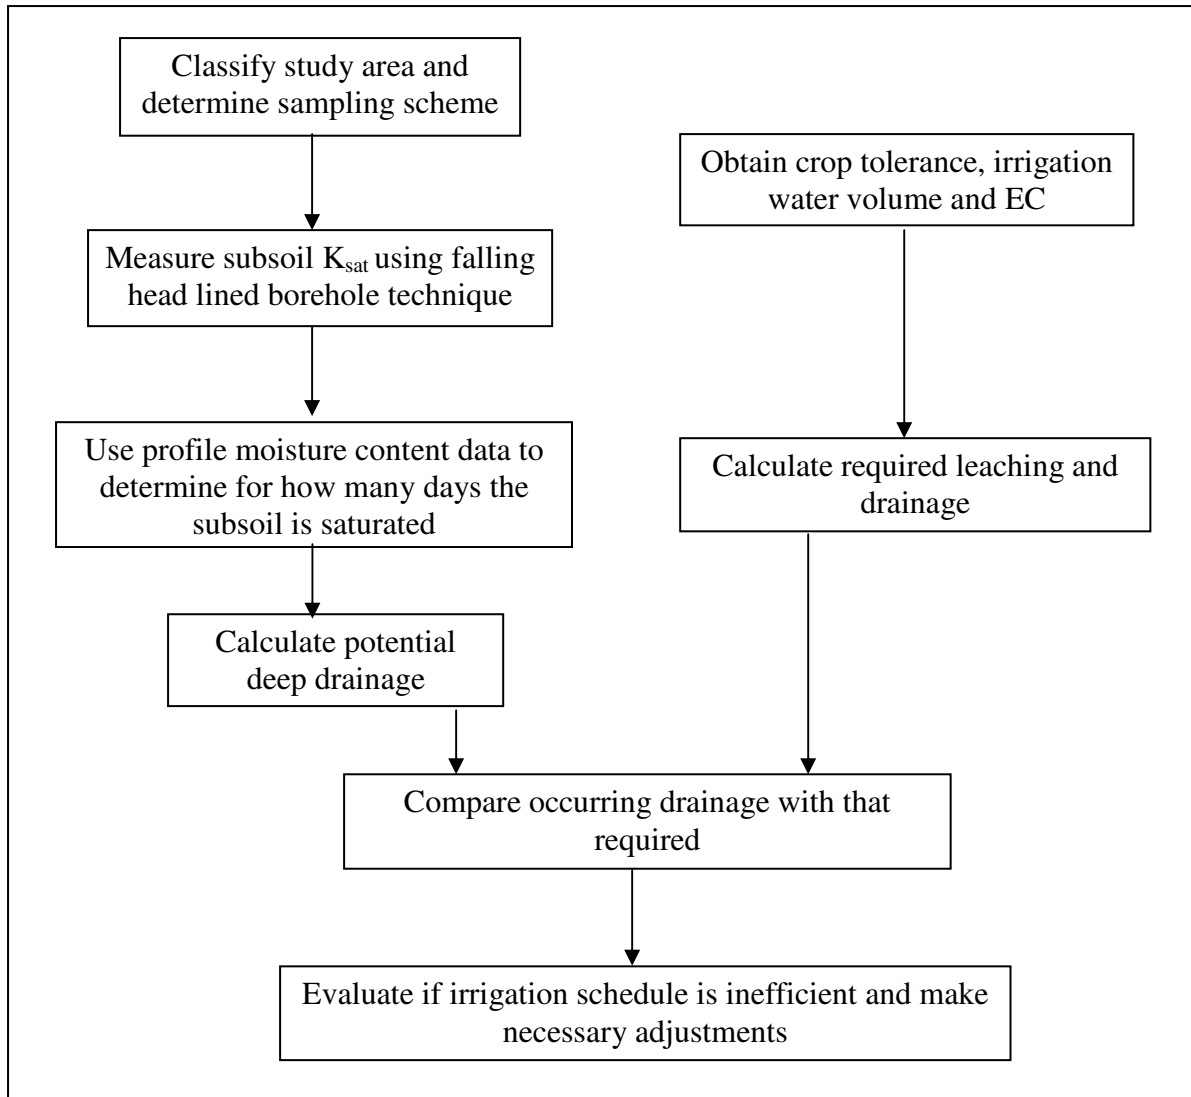 Classify study area and
determine sampling scheme
Obtain crop tolerance, irrigation
water volume and EC
Measure subsoil Ksat using falling
head lined borehole technique
Use profile moisture content data to
determine for how many days the
subsoil is saturated
Calculate required leaching and
drainage
Calculate potential
deep drainage
Compare occurring drainage with that
required
Evaluate if irrigation schedule is inefficient and make
necessary adjustments